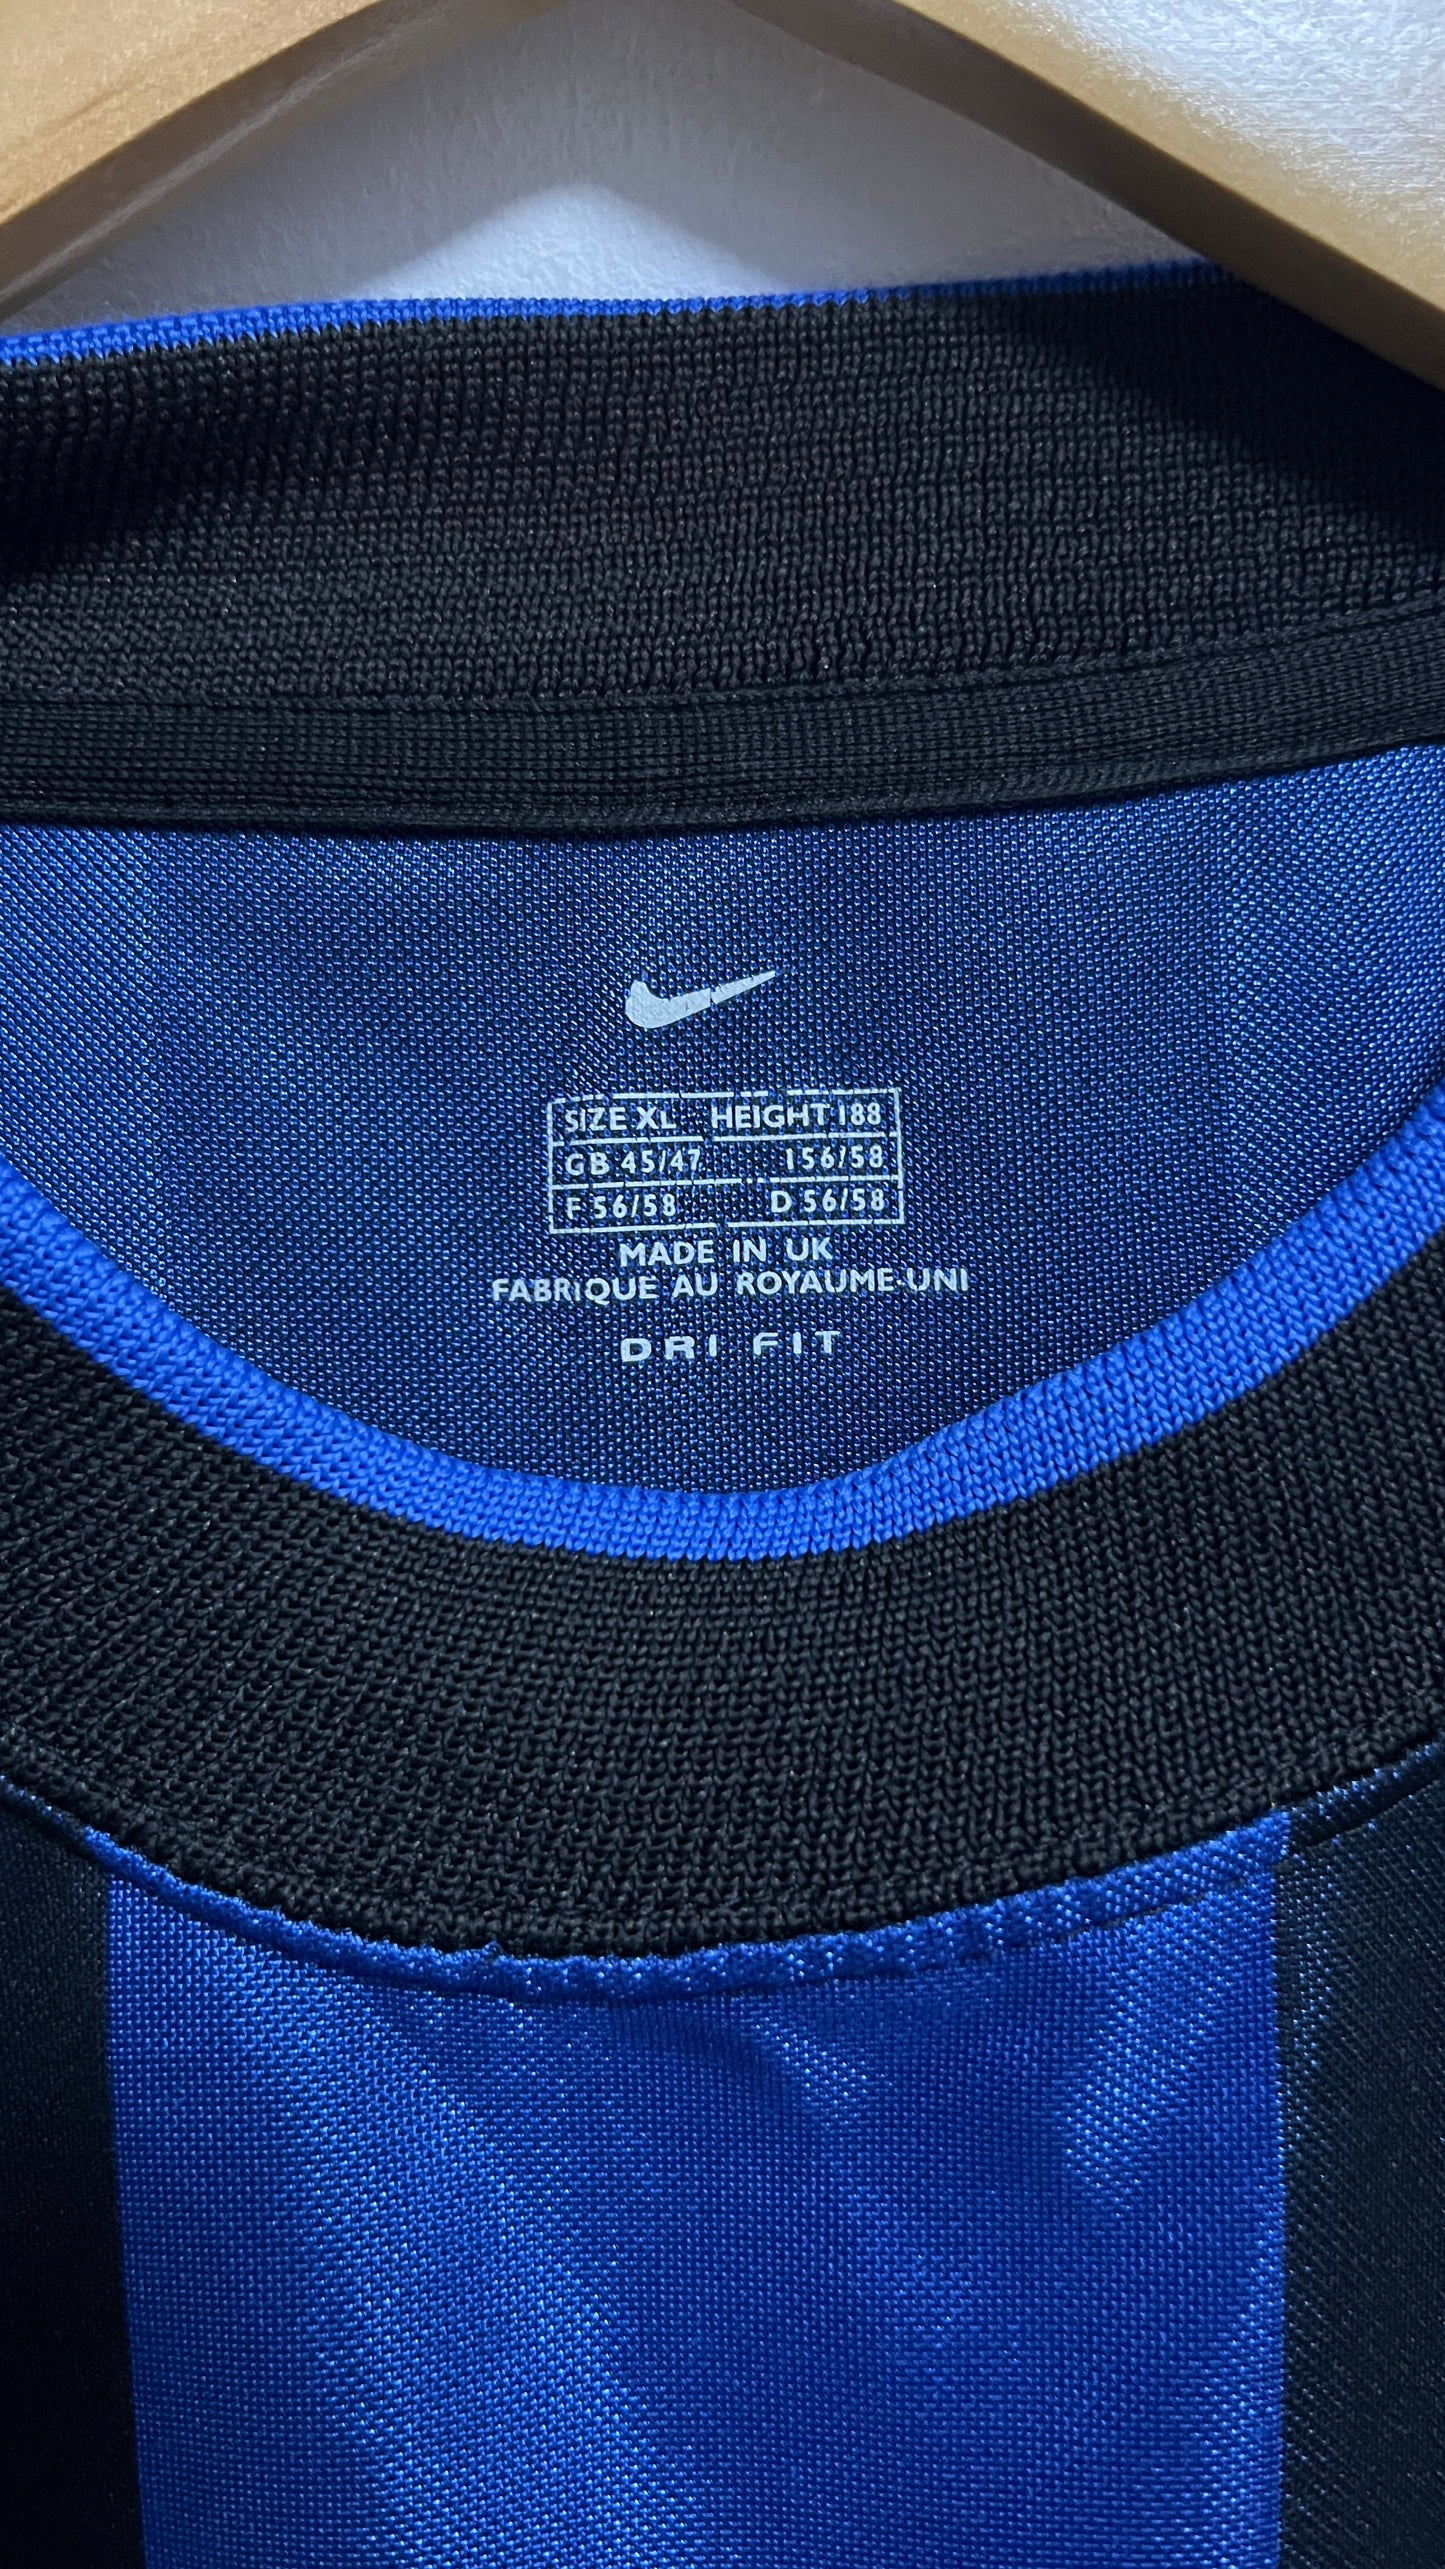 SIZE XL HEIGHT 188
GB 45/47 156/58
F 56/58 D 56/58
MADE IN UK
FABRIQUE AU ROYAUME-UNI
DRI FIT